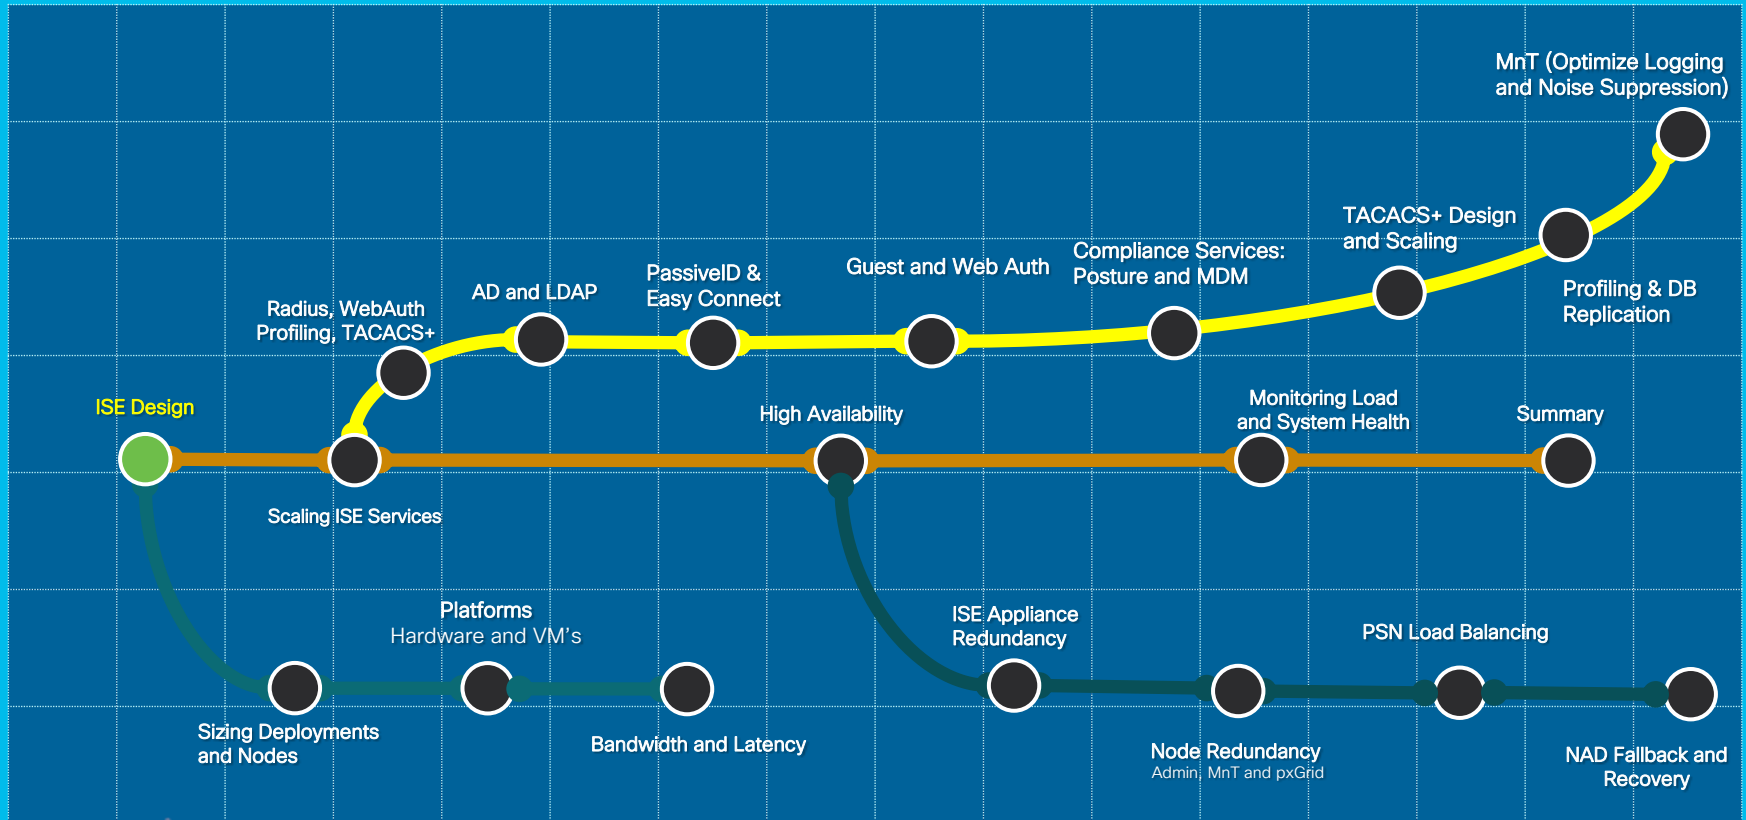 MnT (Optimize Logging
and Noise Suppression)
TACACS+ Design
and Scaling
Compliance Services:
Posture and MDM
Guest and Web Auth
PassiveID &
Easy Connect
AD and LDAP
Radius, WebAuth
Profiling, TACACS+
Profiling & DB
Replication
ISE Design
High Availability
Monitoring Load
and System Health
Summary
Scaling ISE Services
Platforms
Hardware and VM's
ISE Appliance
Redundancy
PSN Load Balancing
Sizing Deployments
and Nodes
Bandwidth and Latency
Node Redundancy
Admin, MnT and pxGrid
NAD Fallback and
Recovery